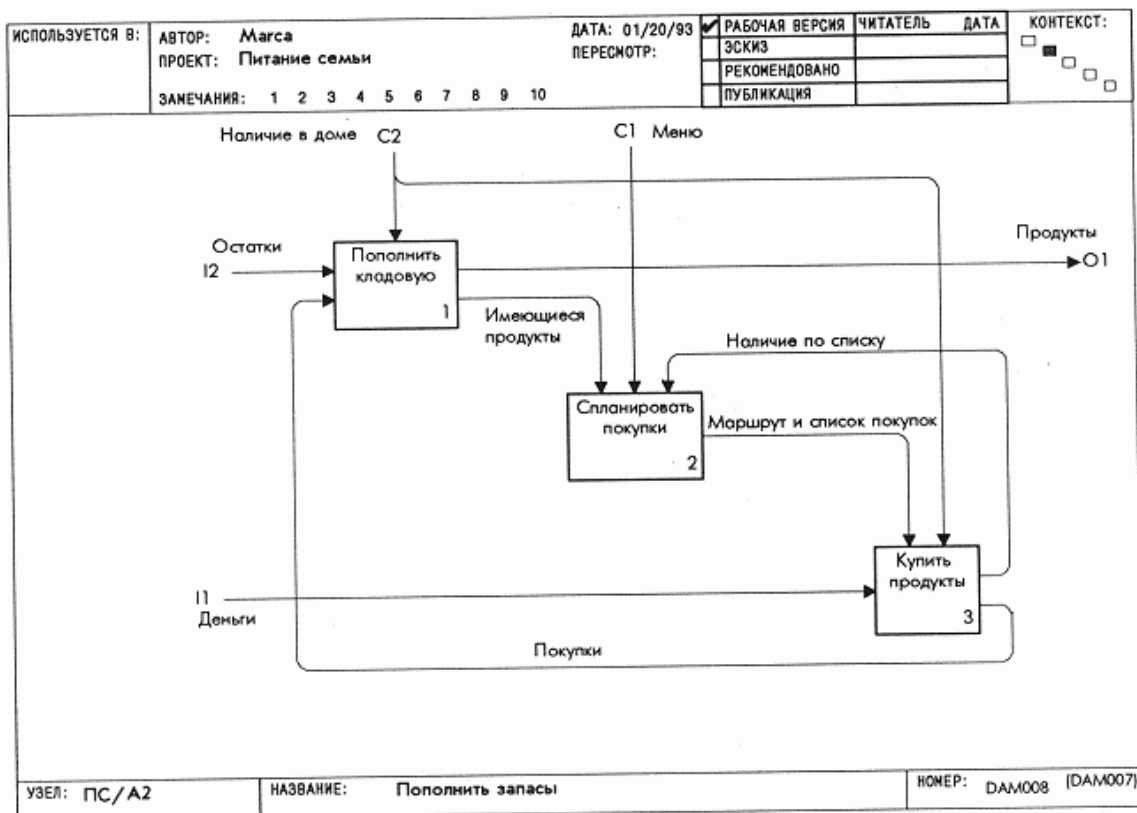 ИСПОЛЬЗУЕТСЯ В:
АВТОР: Marca
ДАТА: 01/20/93
ПРОЕКТ: Питание семьи
ПЕРЕСМОТР:
ЗАМЕЧАНИЯ: 1 2 3 4 5 6 7 8 9 10
✔ РАБОЧАЯ ВЕРСИЯ
ЭСКИЗ
РЕКОМЕНДОВАНО
ПУБЛИКАЦИЯ
ЧИТАТЕЛЬ ДАТА
КОНТЕКСТ:
Наличие в доме C2
C1 Меню
Остатки
I2
Пополнить
кладовую
1
Продукты
O1
Имеющиеся
продукты
Наличие по списку
Спланировать
покупки
2
Маршрут и список покупок
Купить
продукты
3
I1
Деньги
Покупки
УЗЕЛ: ПС/А2
НАЗВАНИЕ: Пополнить запасы
НОМЕР: DAM008 (DAM007)